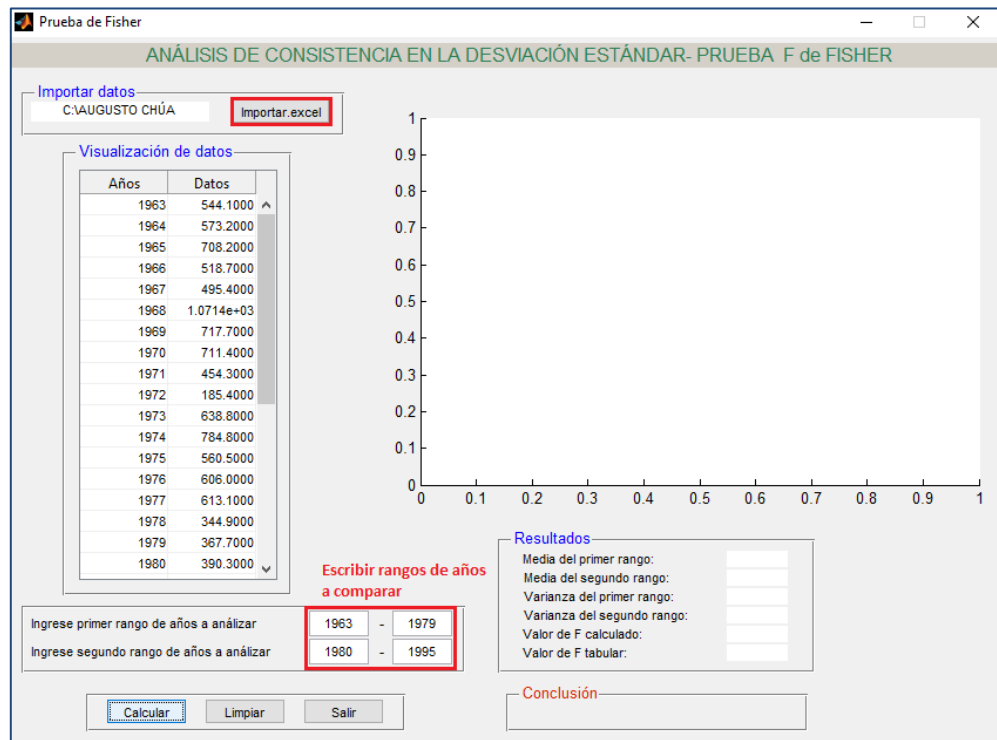 Prueba de Fisher
ANÁLISIS DE CONSISTENCIA EN LA DESVIACIÓN ESTÁNDAR- PRUEBA F de FISHER
Importar datos
C:\AUGUSTO CHÚA
Importar.excel
Visualización de datos
Años Datos
1963 544.1000
1964 573.2000
1965 708.2000
1966 518.7000
1967 495.4000
1968 1.0714e+03
1969 717.7000
1970 711.4000
1971 454.3000
1972 185.4000
1973 638.8000
1974 784.8000
1975 560.5000
1976 606.0000
1977 613.1000
1978 344.9000
1979 367.7000
1980 390.3000
1
0.9
0.8
0.7
0.6
0.5
0.4
0.3
0.2
0.1
0
0 0.1 0.2 0.3 0.4 0.5 0.6 0.7 0.8 0.9 1
Escribir rangos de años
a comparar
Ingrese primer rango de años a análizar 1963 - 1979
Ingrese segundo rango de años a análizar 1980 - 1995
Calcular Limpiar Salir
Resultados
Media del primer rango:
Media del segundo rango:
Varianza del primer rango:
Varianza del segundo rango:
Valor de F calculado:
Valor de F tabular:
Conclusión